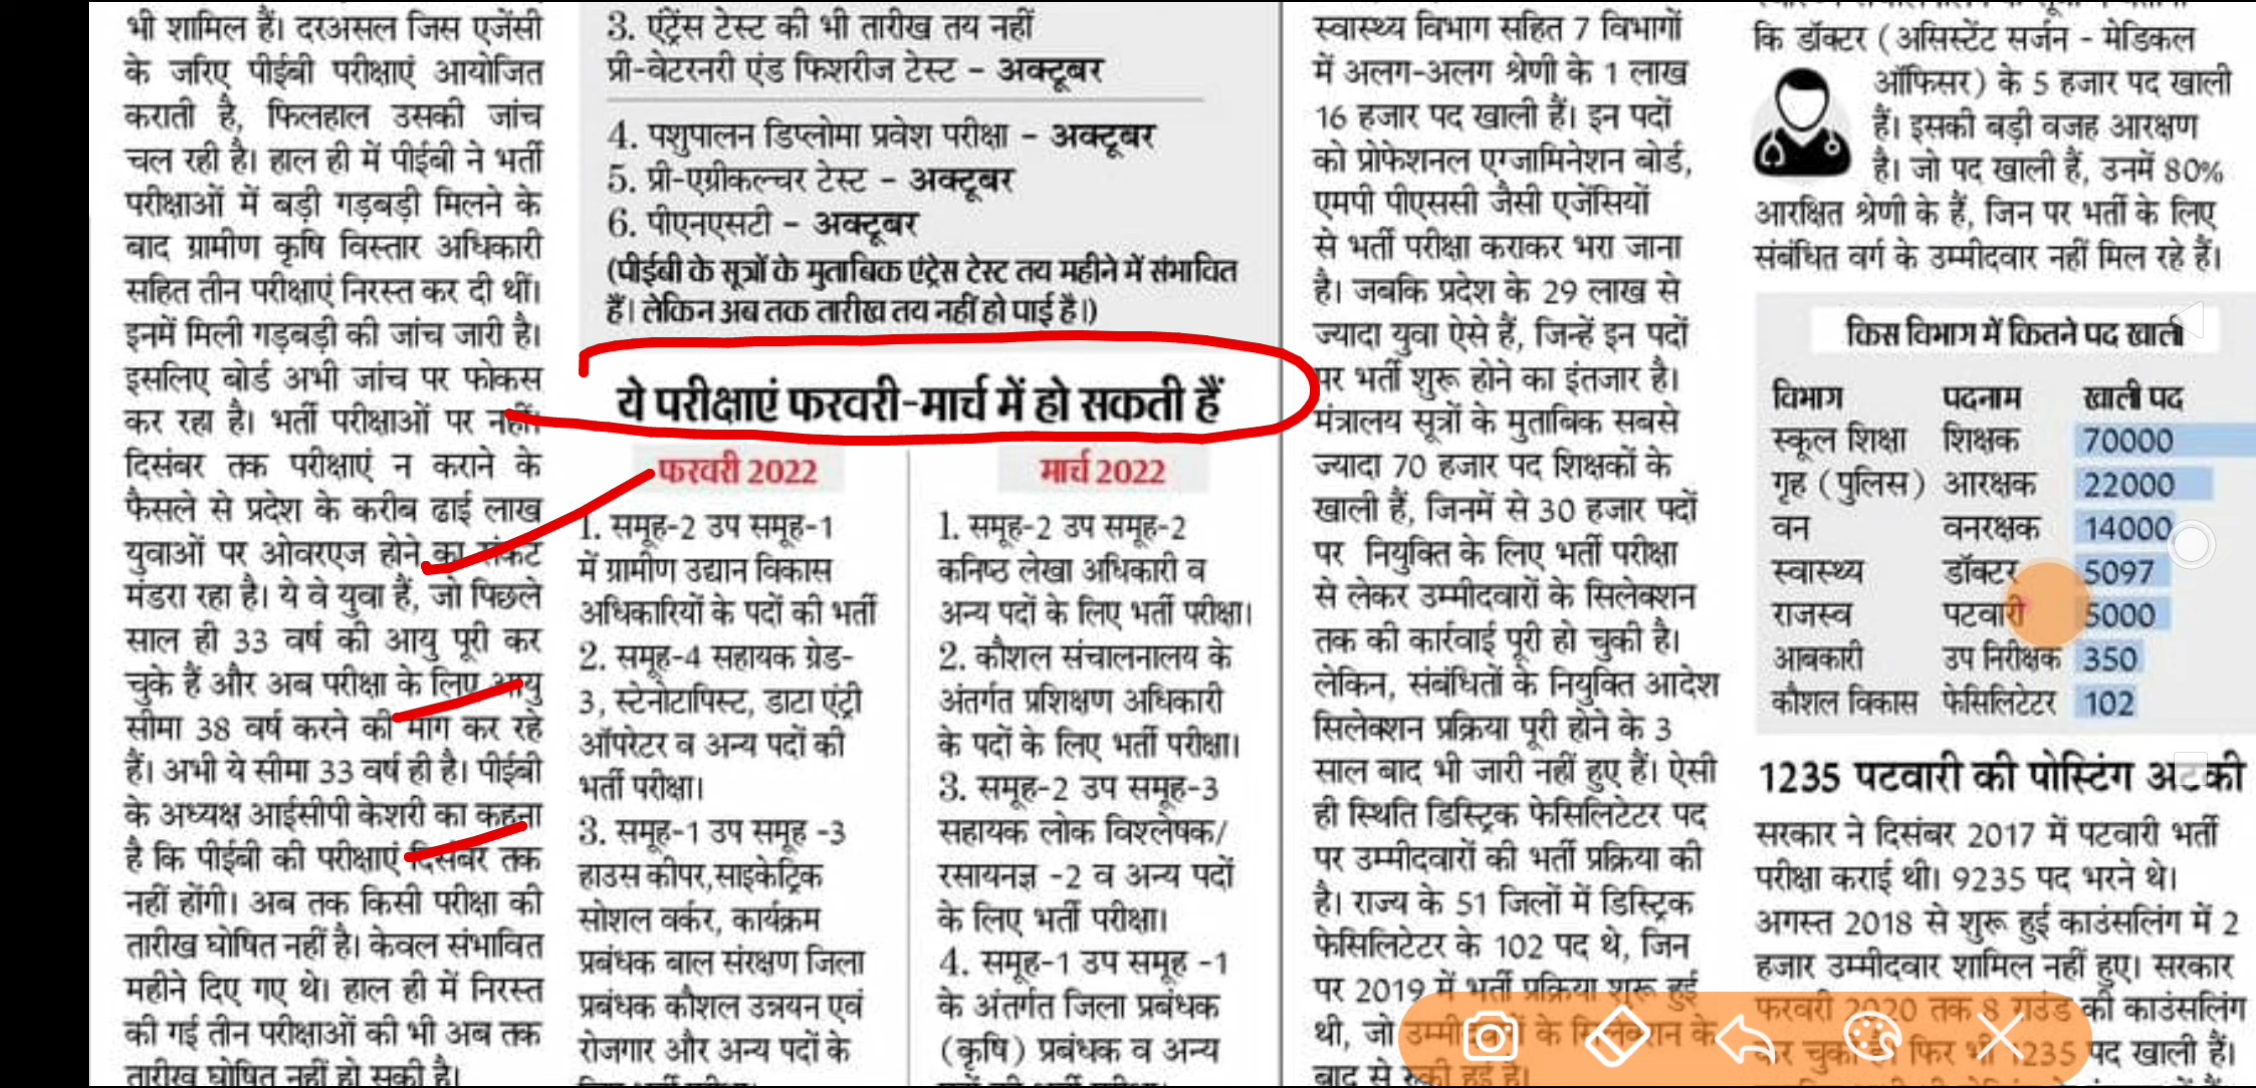 भी शामिल हैं। दरअसल जिस एजेंसी
के जरिए पीईबी परीक्षाएं आयोजित
कराती है, फिलहाल उसकी जांच
चल रही है। हाल ही में पीईबी ने भर्ती
परीक्षाओं में बड़ी गड़बड़ी मिलने के
बाद ग्रामीण कृषि विस्तार अधिकारी
सहित तीन परीक्षाएं निरस्त कर दी थीं।
इनमें मिली गड़बड़ी की जांच जारी है।
इसलिए बोर्ड अभी जांच पर फोकस
कर रहा है। भर्ती परीक्षाओं पर नहीं।
दिसंबर तक परीक्षाएं न कराने के
फैसले से प्रदेश के करीब ढाई लाख
युवाओं पर ओवरएज होने का संकट
मंडरा रहा है। ये वे युवा हैं, जो पिछले
साल ही 33 वर्ष की आयु पूरी कर
चुके हैं और अब परीक्षा के लिए आयु
सीमा 38 वर्ष करने की मांग कर रहे
हैं। अभी ये सीमा 33 वर्ष ही है। पीईबी
के अध्यक्ष आईसीपी केशरी का कहना
है कि पीईबी की परीक्षाएं दिसंबर तक
नहीं होंगी। अब तक किसी परीक्षा की
तारीख घोषित नहीं है। केवल संभावित
महीने दिए गए थे। हाल ही में निरस्त
की गई तीन परीक्षाओं की भी अब तक
तारीख घोषित नहीं हो सकी है।
3. एंट्रेंस टेस्ट की भी तारीख तय नहीं
प्री-वेटरनरी एंड फिशरीज टेस्ट – अक्टूबर
4. पशुपालन डिप्लोमा प्रवेश परीक्षा – अक्टूबर
5. प्री-एग्रीकल्चर टेस्ट – अक्टूबर
6. पीएनएसटी – अक्टूबर
(पीईबी के सूत्रों के मुताबिक एंट्रेस टेस्ट तय महीने में संभावित
हैं। लेकिन अब तक तारीख तय नहीं हो पाई है।)
ये परीक्षाएं फरवरी-मार्च में हो सकती हैं
फरवरी 2022
1. समूह-2 उप समूह-1
में ग्रामीण उद्यान विकास
अधिकारियों के पदों की भर्ती
2. समूह-4 सहायक ग्रेड-
3, स्टेनोटापिस्ट, डाटा एंट्री
ऑपरेटर व अन्य पदों की
भर्ती परीक्षा।
3. समूह-1 उप समूह -3
हाउस कीपर,साइकेट्रिक
सोशल वर्कर, कार्यक्रम
प्रबंधक बाल संरक्षण जिला
प्रबंधक कौशल उन्नयन एवं
रोजगार और अन्य पदों के
मार्च 2022
1. समूह-2 उप समूह-2
कनिष्ठ लेखा अधिकारी व
अन्य पदों के लिए भर्ती परीक्षा।
2. कौशल संचालनालय के
अंतर्गत प्रशिक्षण अधिकारी
के पदों के लिए भर्ती परीक्षा।
3. समूह-2 उप समूह-3
सहायक लोक विश्लेषक/
रसायनज्ञ -2 व अन्य पदों
के लिए भर्ती परीक्षा।
4. समूह-1 उप समूह -1
के अंतर्गत जिला प्रबंधक
(कृषि) प्रबंधक व अन्य
स्वास्थ्य विभाग सहित 7 विभागों
में अलग-अलग श्रेणी के 1 लाख
16 हजार पद खाली हैं। इन पदों
को प्रोफेशनल एग्जामिनेशन बोर्ड,
एमपी पीएससी जैसी एजेंसियों
से भर्ती परीक्षा कराकर भरा जाना
है। जबकि प्रदेश के 29 लाख से
ज्यादा युवा ऐसे हैं, जिन्हें इन पदों
पर भर्ती शुरू होने का इंतजार है।
मंत्रालय सूत्रों के मुताबिक सबसे
ज्यादा 70 हजार पद शिक्षकों के
खाली हैं, जिनमें से 30 हजार पदों
पर नियुक्ति के लिए भर्ती परीक्षा
से लेकर उम्मीदवारों के सिलेक्शन
तक की कार्रवाई पूरी हो चुकी है।
लेकिन, संबंधितों के नियुक्ति आदेश
सिलेक्शन प्रक्रिया पूरी होने के 3
साल बाद भी जारी नहीं हुए हैं। ऐसी
ही स्थिति डिस्ट्रिक फेसिलिटेटर पद
पर उम्मीदवारों की भर्ती प्रक्रिया की
है। राज्य के 51 जिलों में डिस्ट्रिक
फेसिलिटेटर के 102 पद थे, जिन
पर 2019 में भर्ती प्रक्रिया शुरू हुई
थी, जो उम्मीदवारों के सिलेक्शन के
बाद से रुकी हुई है।
कि डॉक्टर (असिस्टेंट सर्जन - मेडिकल
ऑफिसर) के 5 हजार पद खाली
हैं। इसकी बड़ी वजह आरक्षण
है। जो पद खाली हैं, उनमें 80%
आरक्षित श्रेणी के हैं, जिन पर भर्ती के लिए
संबंधित वर्ग के उम्मीदवार नहीं मिल रहे हैं।
किस विभाग में कितने पद खाली
विभाग पदनाम खाली पद
स्कूल शिक्षा शिक्षक 70000
गृह (पुलिस) आरक्षक 22000
वन वनरक्षक 14000
स्वास्थ्य डॉक्टर 5097
राजस्व पटवारी 5000
आबकारी उप निरीक्षक 350
कौशल विकास फेसिलिटेटर 102
1235 पटवारी की पोस्टिंग अटकी
सरकार ने दिसंबर 2017 में पटवारी भर्ती
परीक्षा कराई थी। 9235 पद भरने थे।
अगस्त 2018 से शुरू हुई काउंसलिंग में 2
हजार उम्मीदवार शामिल नहीं हुए। सरकार
फरवरी 2020 तक 8 राउंड की काउंसलिंग
कर चुकी है फिर भी 1235 पद खाली हैं।